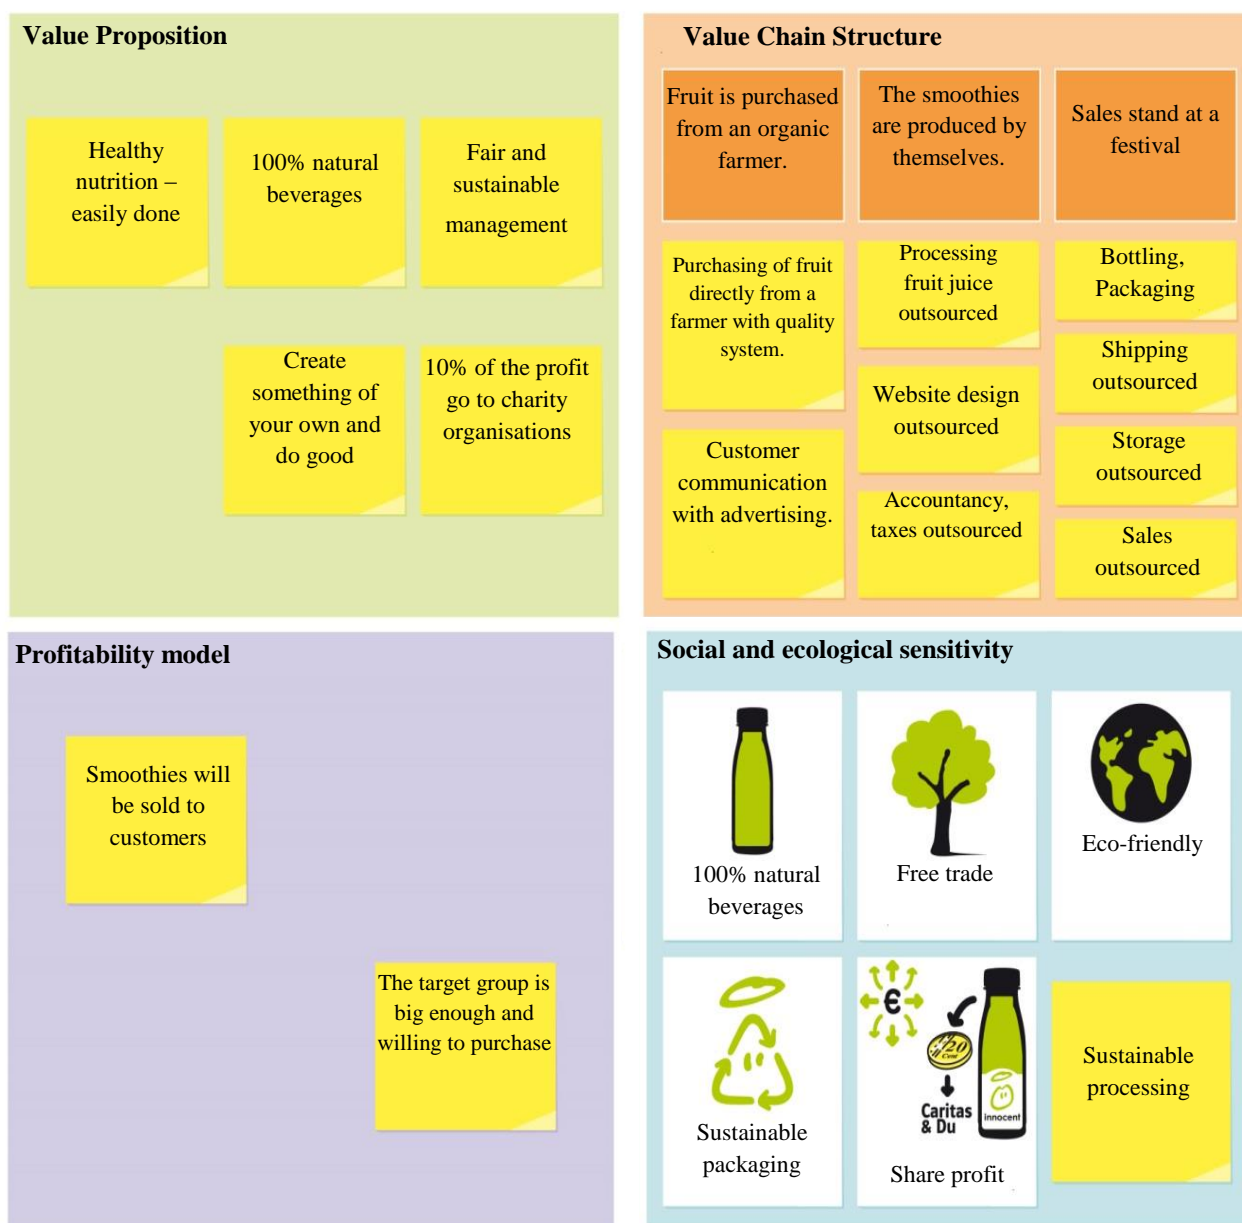 Value Proposition
Healthy
nutrition –
easily done
100% natural
beverages
Fair and
sustainable
management
Create
something of
your own and
do good
10% of the profit
go to charity
organisations
Value Chain Structure
Fruit is purchased
from an organic
farmer.
The smoothies
are produced by
themselves.
Sales stand at a
festival
Purchasing of fruit
directly from a
farmer with quality
system.
Customer
communication
with advertising.
Processing
fruit juice
outsourced
Website design
outsourced
Accountancy,
taxes outsourced
Bottling,
Packaging
Shipping
outsourced
Storage
outsourced
Sales
outsourced
Profitability model
Smoothies will
be sold to
customers
The target group is
big enough and
willing to purchase
Social and ecological sensitivity
100% natural
beverages
Free trade
Eco-friendly
Sustainable
packaging
€
20
Cent
Caritas
& Du
innocent
Share profit
Sustainable
processing